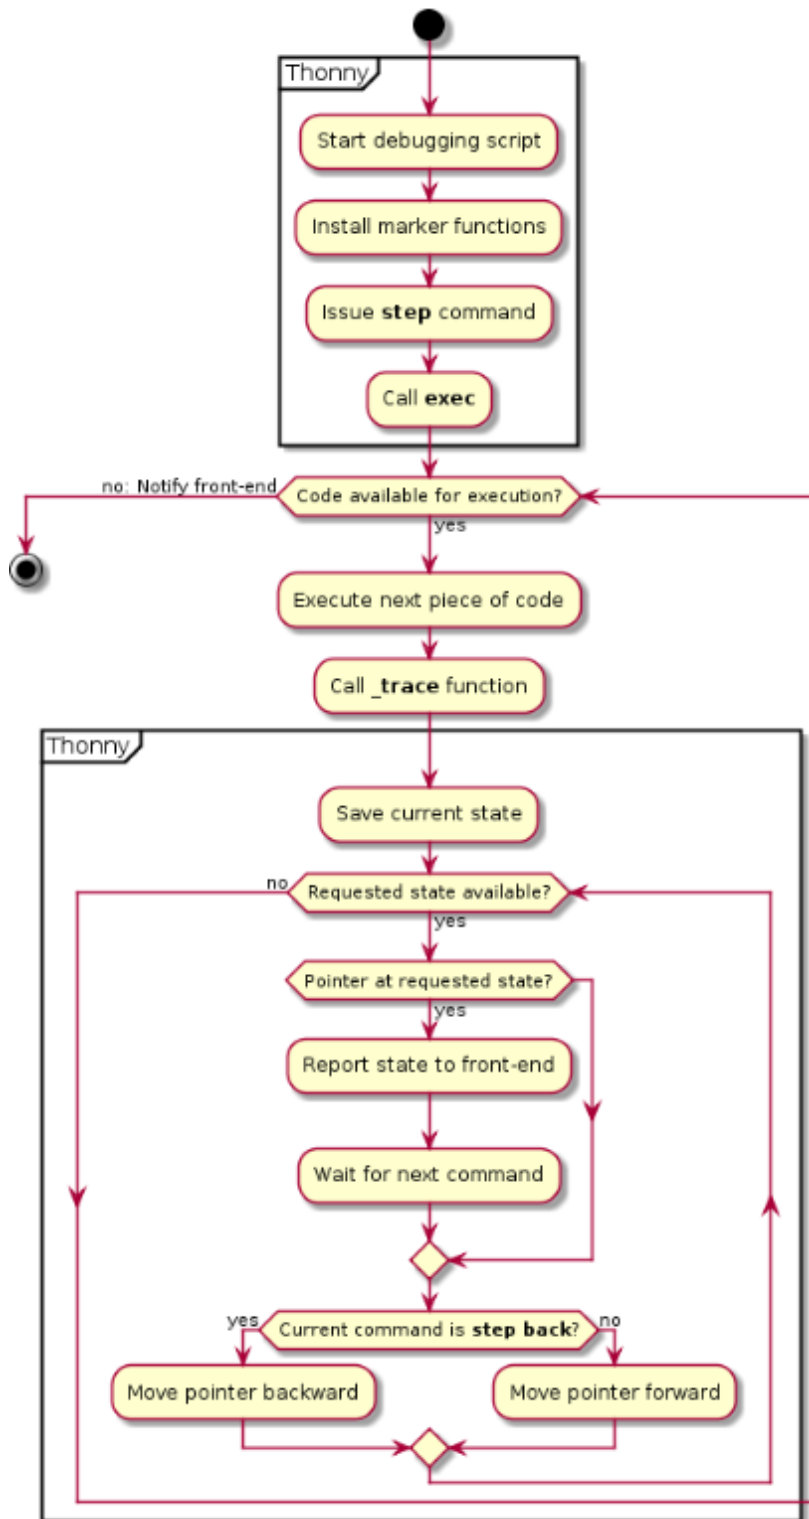 Thonny
Start debugging script
Install marker functions
Issue step command
Call exec
no: Notify front-end
Code available for execution?
yes
Execute next piece of code
Call _trace function
Thonny
Save current state
no
Requested state available?
yes
Pointer at requested state?
yes
Report state to front-end
Wait for next command
yes
Current command is step back?
no
Move pointer backward
Move pointer forward